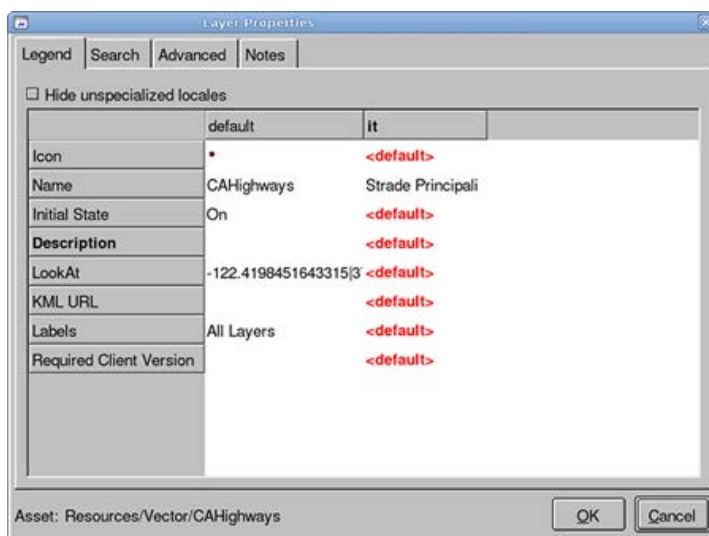 Layer Properties
Legend Search Advanced Notes
Hide unspecialized locales
default it
Icon <default>
Name CAHighways Strade Principali
Initial State On <default>
Description <default>
LookAt -122.4198451643315|3 <default>
KML URL <default>
Labels All Layers <default>
Required Client Version <default>
Asset: Resources/Vector/CAHighways OK Cancel